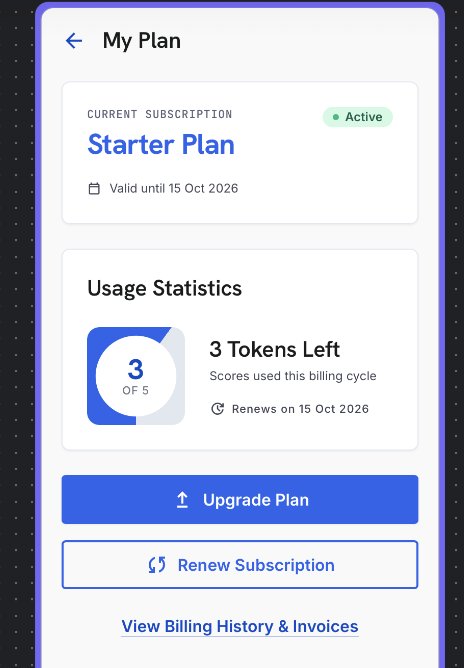 My Plan
CURRENT SUBSCRIPTION
Active
Starter Plan
Valid until 15 Oct 2026
Usage Statistics
3
OF 5
3 Tokens Left
Scores used this billing cycle
Renews on 15 Oct 2026
Upgrade Plan
Renew Subscription
View Billing History & Invoices